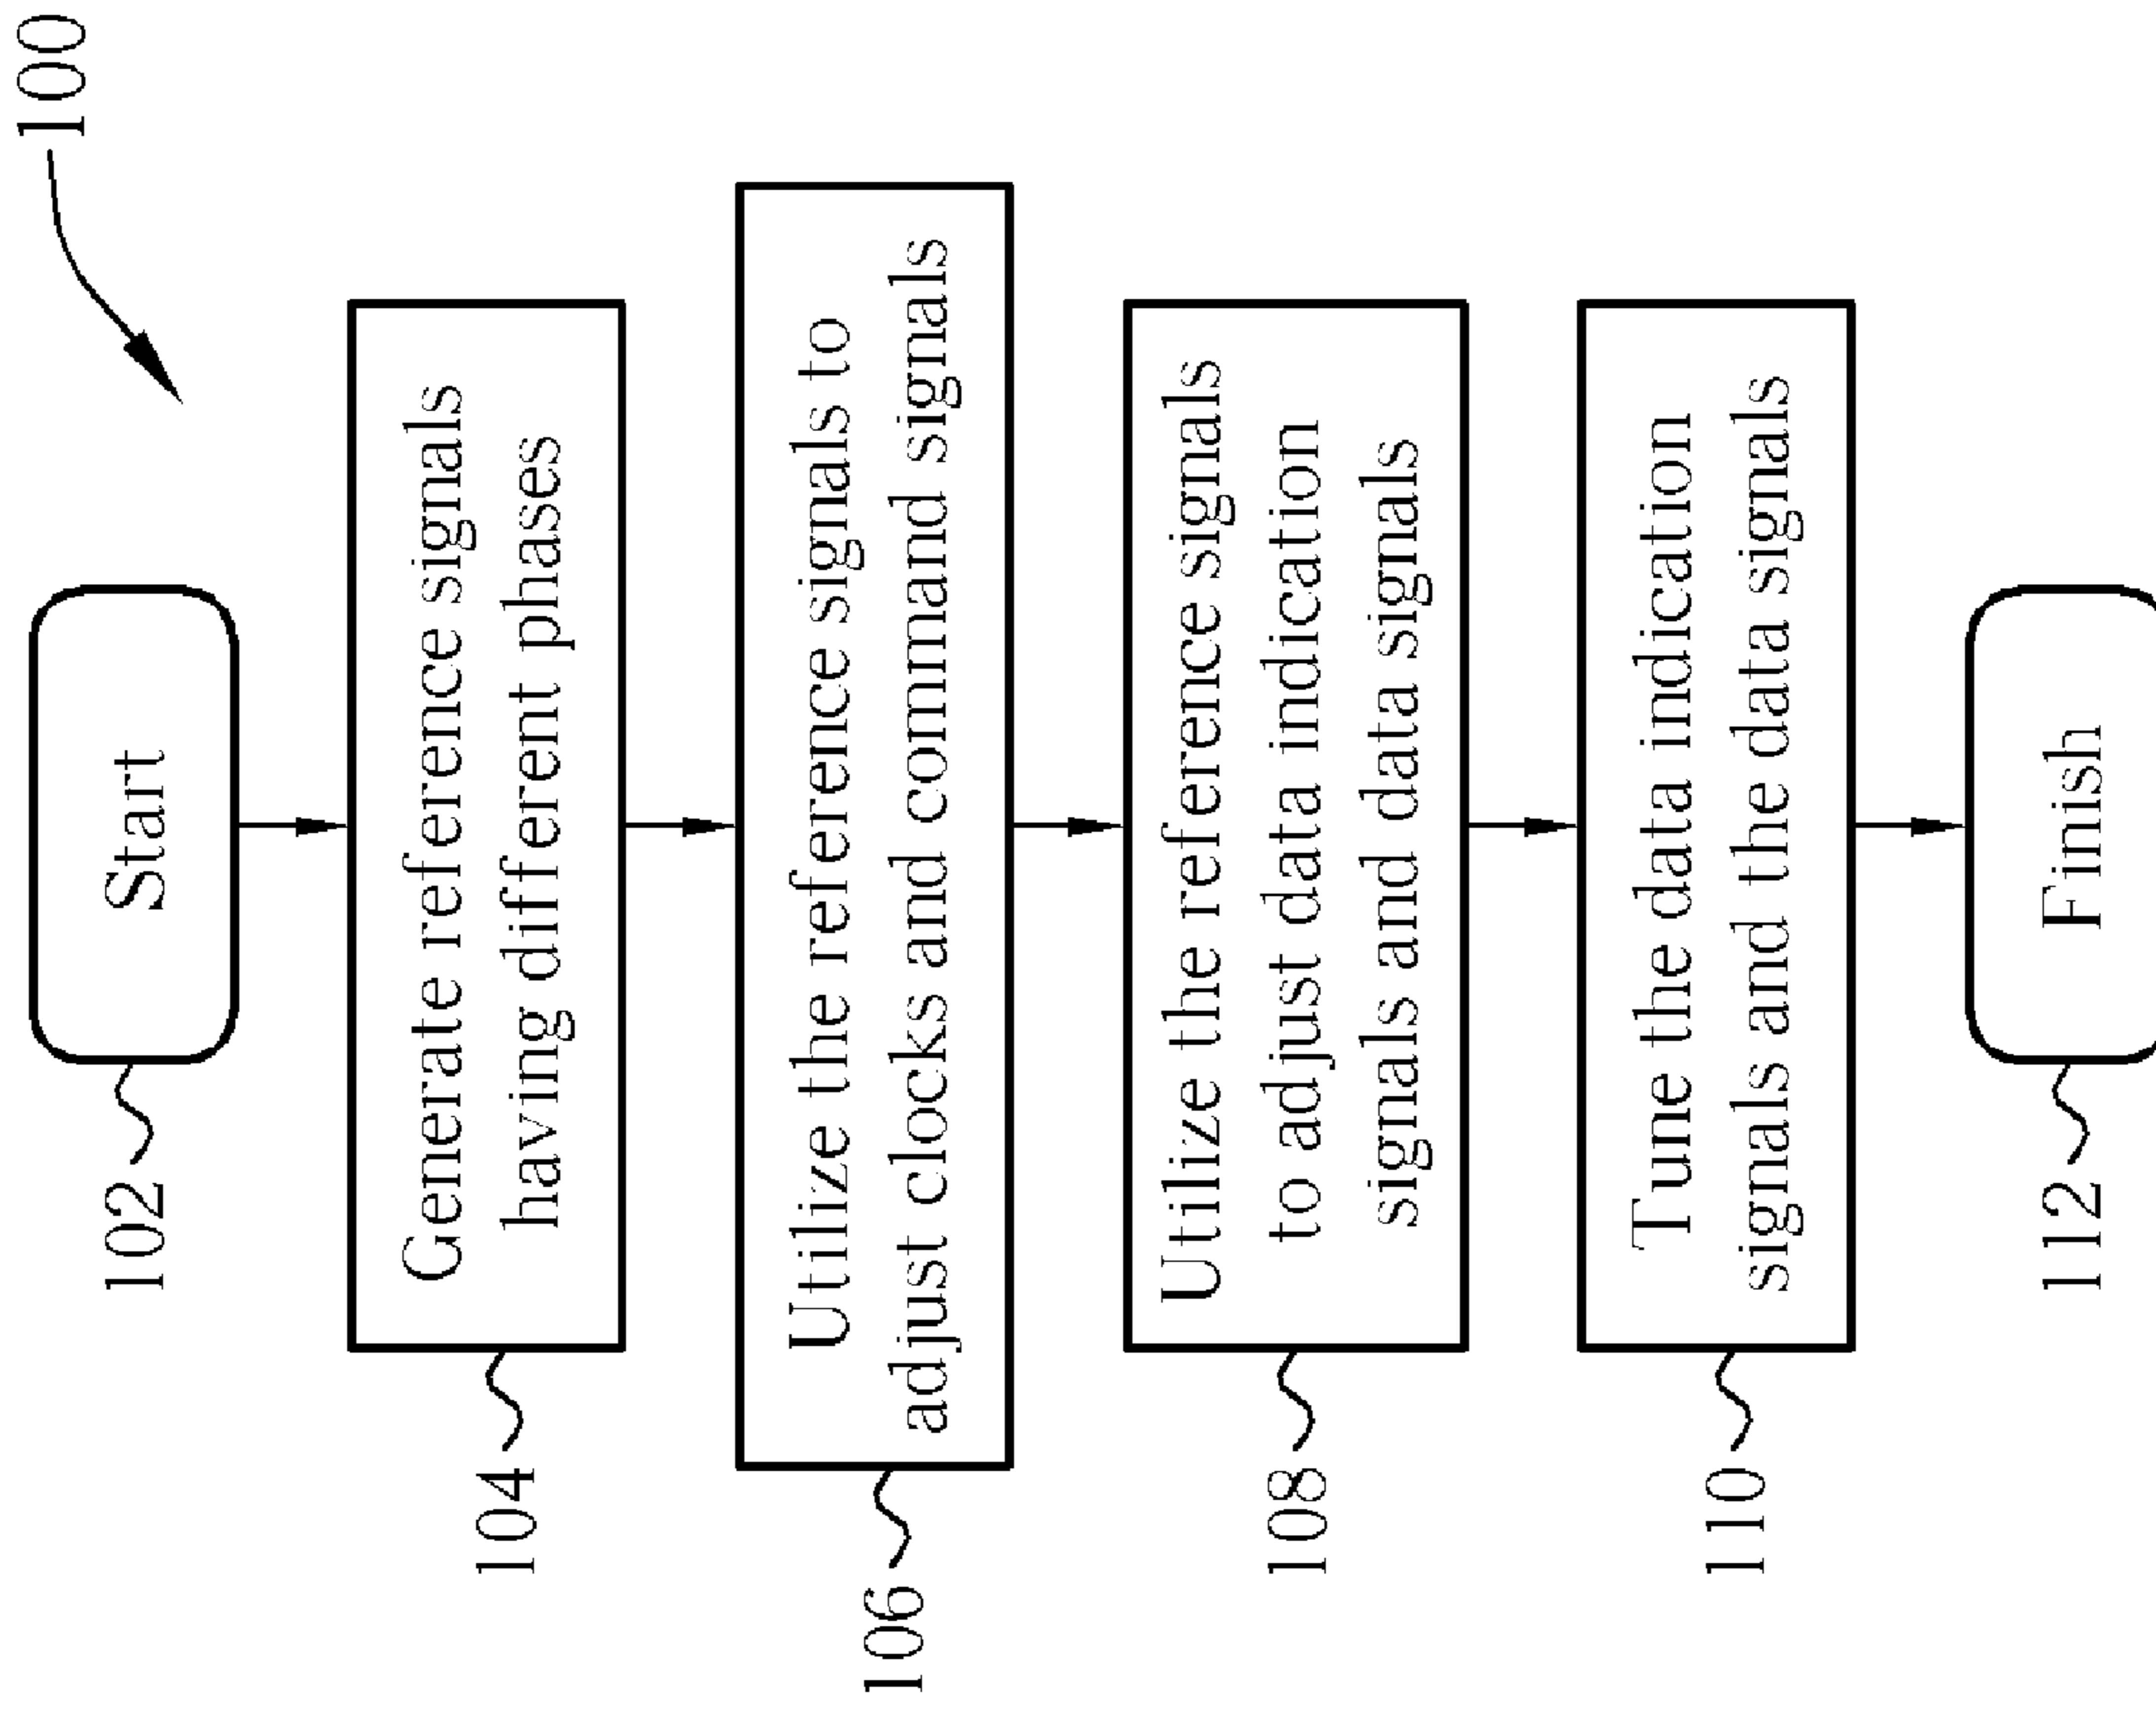 100
Start
102
Generate reference signals
having different phases
104
Utilize the reference signals to
adjust clocks and command signals
106
Utilize the reference signals
to adjust data indication
signals and data signals
108
Tune the data indication
signals and the data signals
110
Finish
112